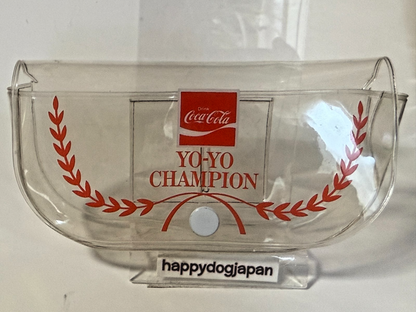 Drink
Coca-Cola
YO-YO
CHAMPION
happydogjapan